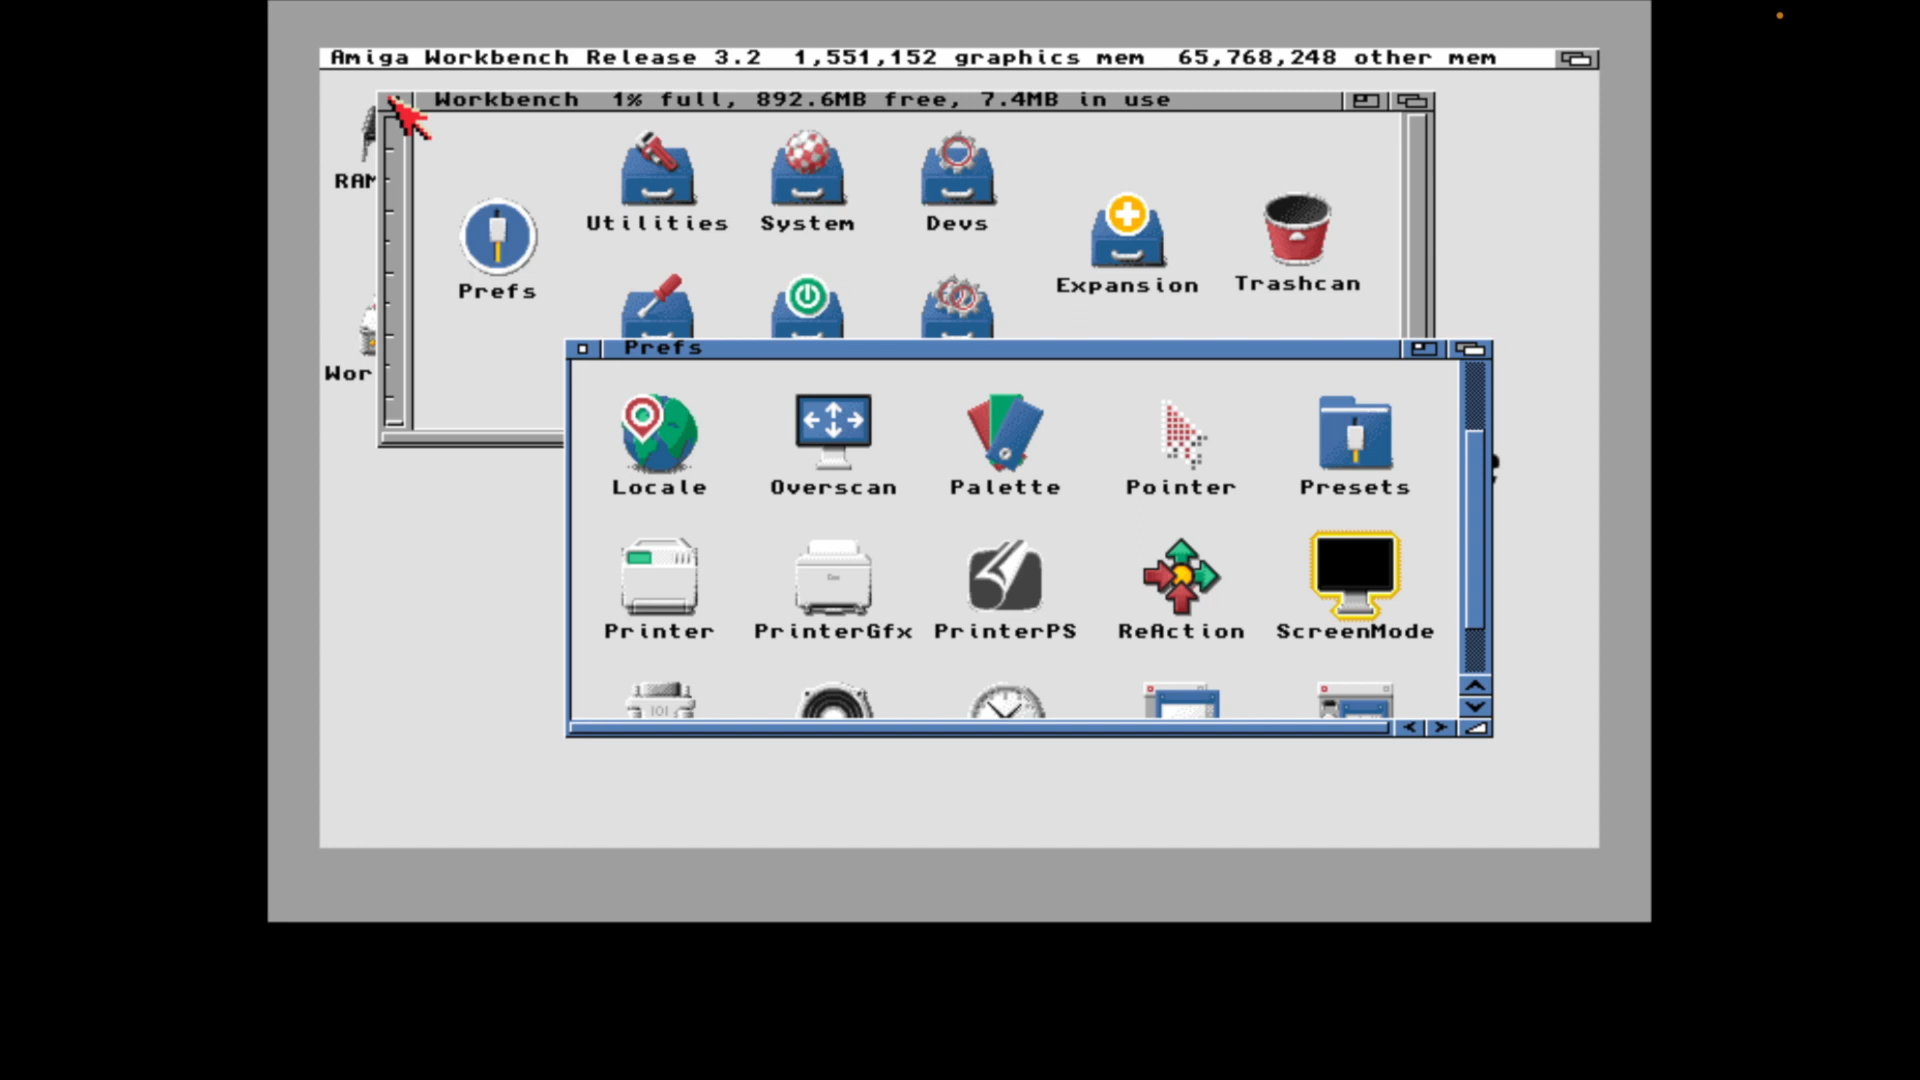 Amiga Workbench Release 3.2  1,551,152 graphics mem  65,768,248 other mem
Workbench  1% full, 892.6MB free, 7.4MB in use
RAM
Utilities System Devs
Prefs Expansion Trashcan
Prefs
Wor
Locale Overscan Palette Pointer Presets
Printer PrinterGfx PrinterPS ReAction ScreenMode
101